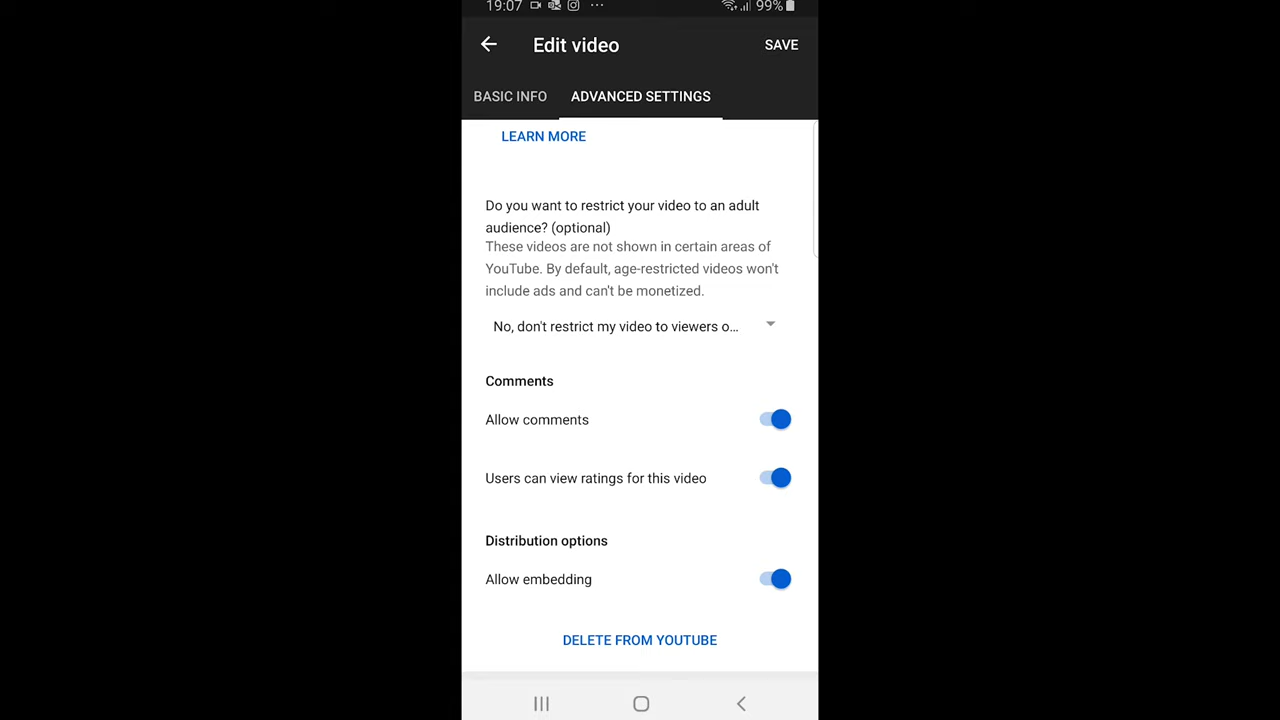 19:07 ... 99%
Edit video SAVE
BASIC INFO ADVANCED SETTINGS
LEARN MORE
Do you want to restrict your video to an adult
audience? (optional)
These videos are not shown in certain areas of
YouTube. By default, age-restricted videos won't
include ads and can't be monetized.
No, don't restrict my video to viewers o...
Comments
Allow comments
Users can view ratings for this video
Distribution options
Allow embedding
DELETE FROM YOUTUBE